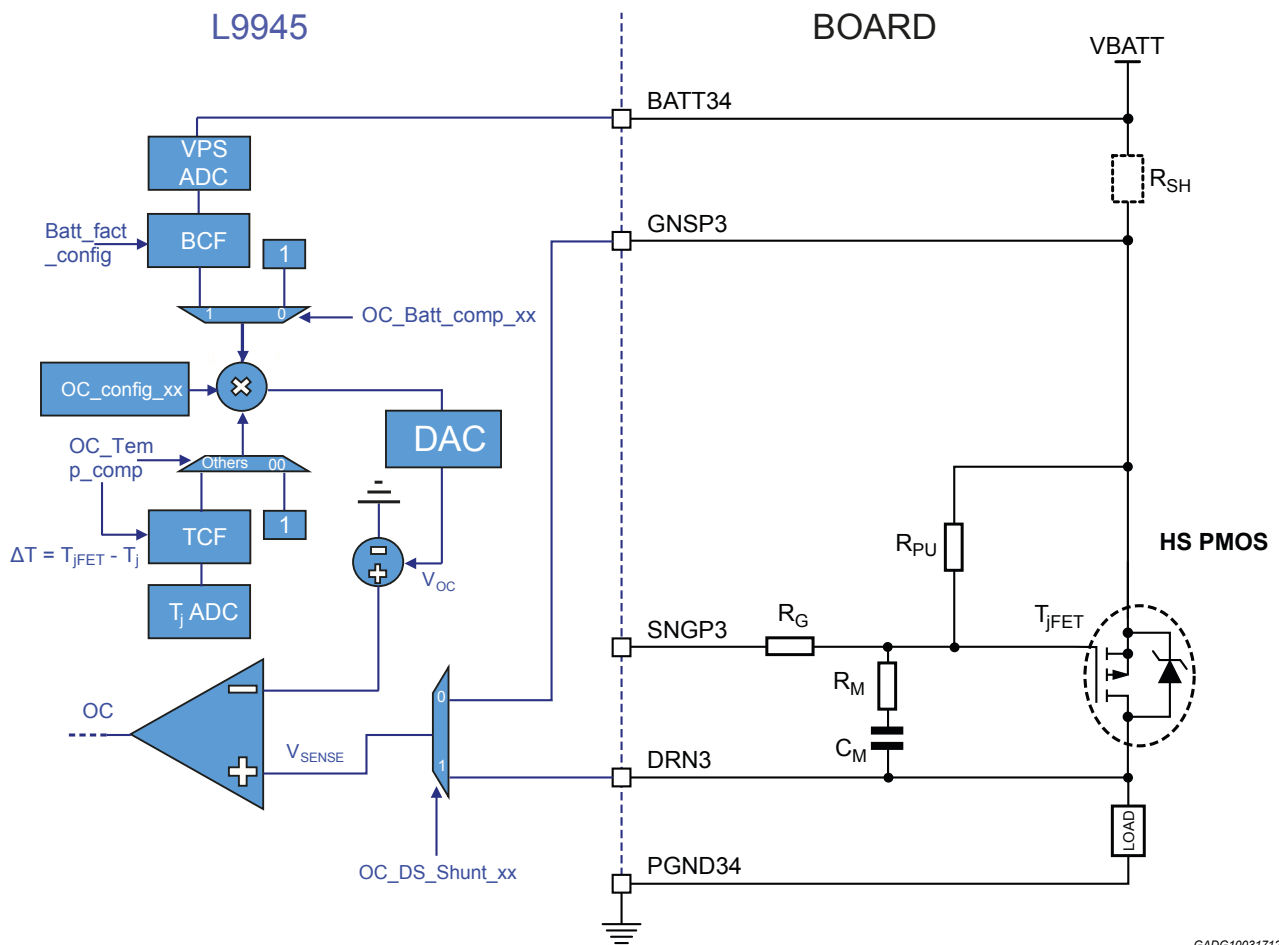 L9945
BOARD
VBATT
BATT34
VPS
ADC
RSH
GNSP3
Batt_fact
_config
BCF
1
1
0
OC_Batt_comp_xx
OC_config_xx
DAC
OC_Tem
p_comp
Others
00
RPU
HS PMOS
TCF
1
ΔT = TjFET - Tj
VOC
Tj ADC
SNGP3
RG
TjFET
RM
OC
0
CM
VSENSE
1
DRN3
LOAD
OC_DS_Shunt_xx
PGND34